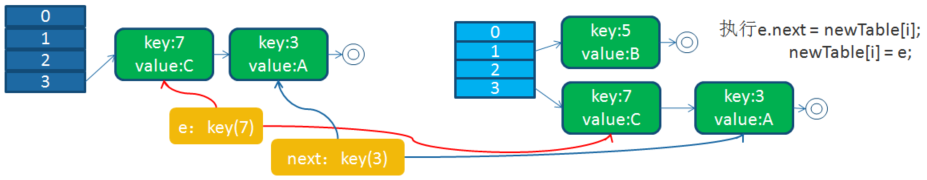 0
1
2
3
key:7
value:C
key:3
value:A
e：key(7)
next：key(3)
0
1
2
3
key:5
value:B
key:7
value:C
key:3
value:A
执行e.next = newTable[i];
newTable[i] = e;